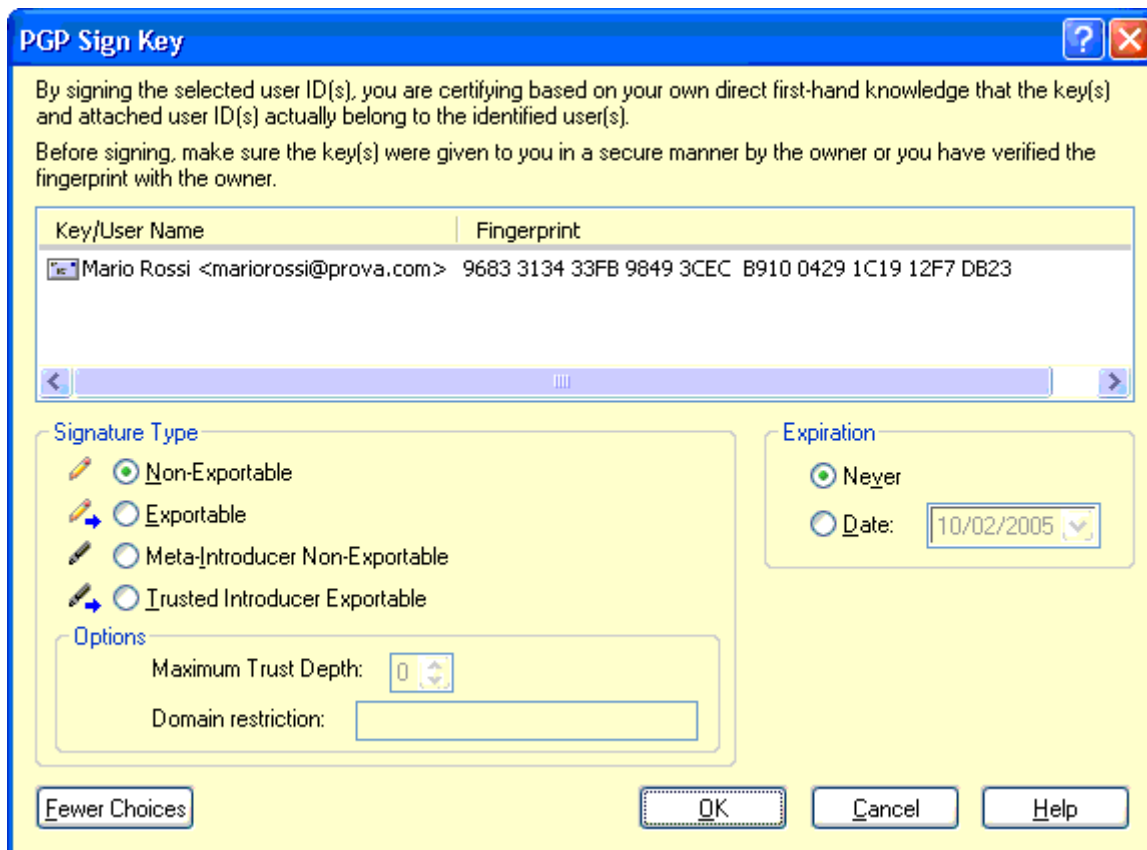 PGP Sign Key
By signing the selected user ID(s), you are certifying based on your own direct first-hand knowledge that the key(s)
and attached user ID(s) actually belong to the identified user(s).
Before signing, make sure the key(s) were given to you in a secure manner by the owner or you have verified the
fingerprint with the owner.
Key/User Name Fingerprint
Mario Rossi <mariorossi@prova.com> 9683 3134 33FB 9849 3CEC B910 0429 1C19 12F7 DB23
Signature Type
Non-Exportable
Exportable
Meta-Introducer Non-Exportable
Trusted Introducer Exportable
Options
Maximum Trust Depth: 0
Domain restriction:
Expiration
Never
Date: 10/02/2005
Fewer Choices OK Cancel Help